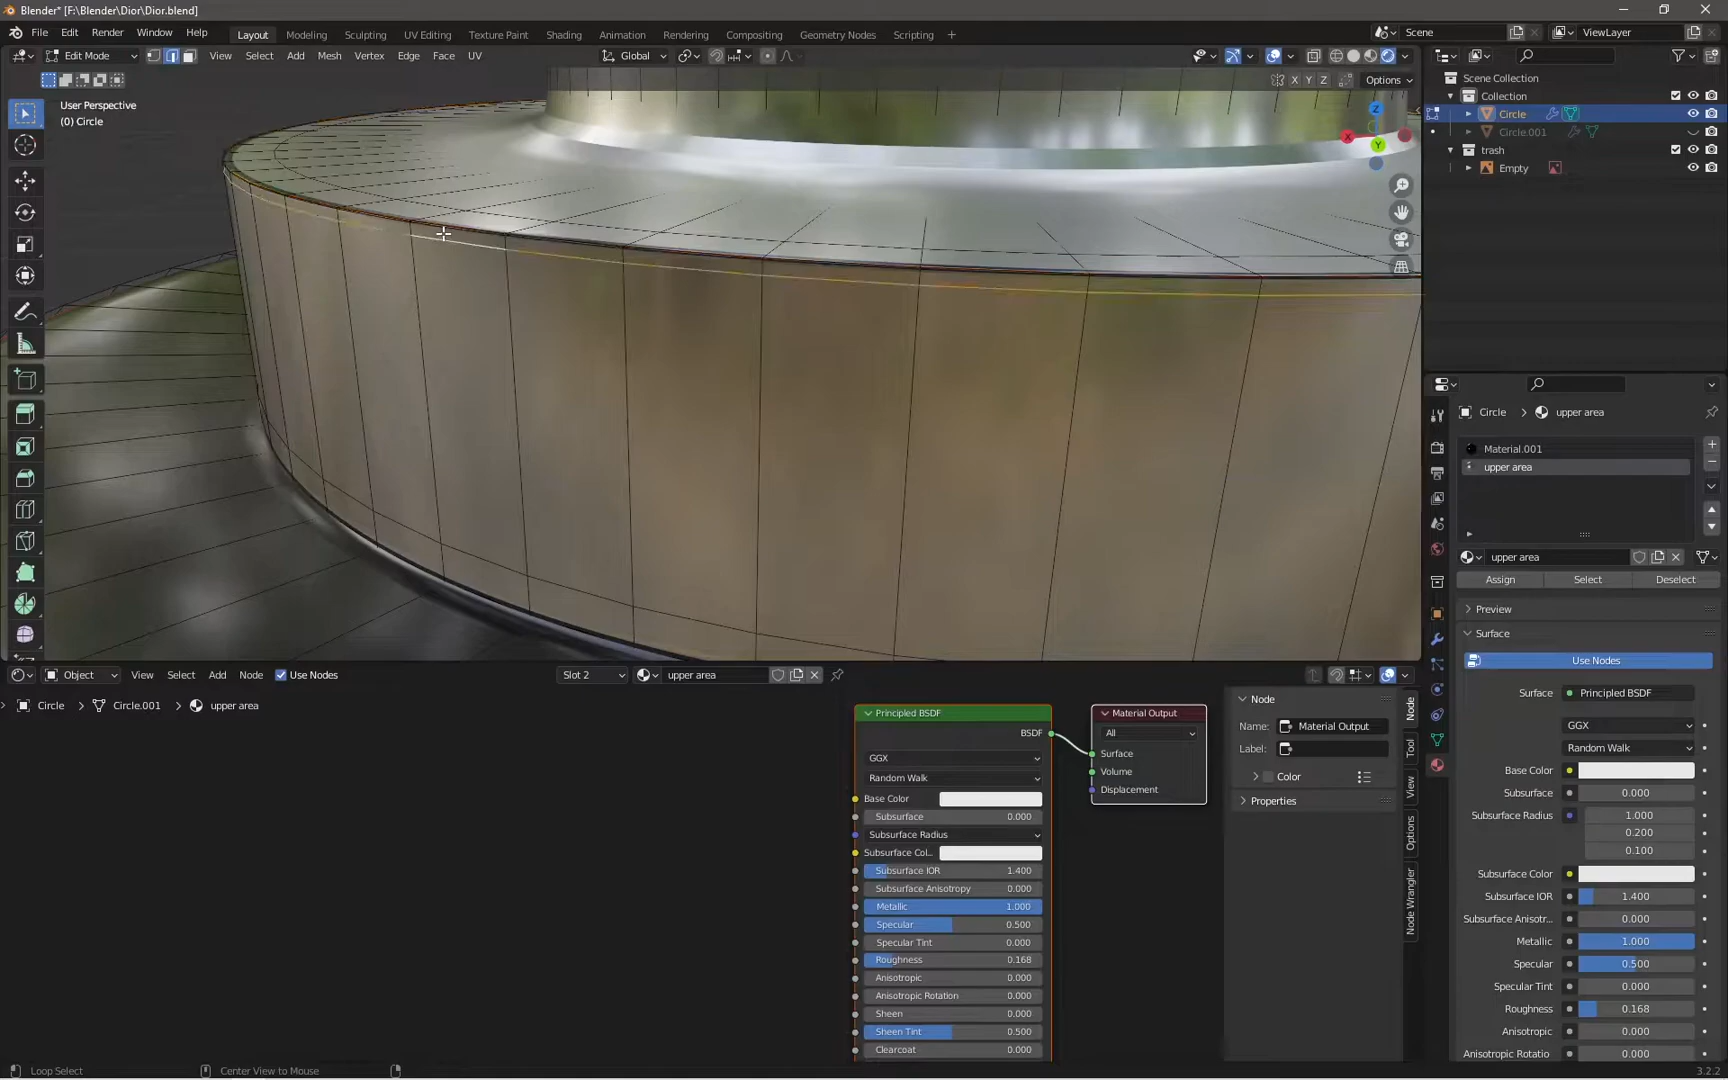 Blender* [F:\Blender\Dior\Dior.blend]
File Edit Render Window Help Layout Modeling Sculpting UV Editing Texture Paint Shading Animation Rendering Compositing Geometry Nodes Scripting + Scene ViewLayer
Edit Mode View Select Add Mesh Vertex Edge Face UV Global
X Y Z Options
User Perspective
(0) Circle
Z
X
Y
Scene Collection
Collection
Circle
Circle.001
trash
Empty
Circle > upper area
Material.001
upper area
upper area
Assign Select Deselect
Preview
Surface
Use Nodes
Surface Principled BSDF
GGX
Random Walk
Base Color
Subsurface 0.000
Subsurface Radius 1.000
0.200
0.100
Subsurface Color
Subsurface IOR 1.400
Subsurface Anisotr... 0.000
Metallic 1.000
Specular 0.500
Specular Tint 0.000
Roughness 0.168
Anisotropic 0.000
Anisotropic Rotatio 0.000
Object View Select Add Node Use Nodes Slot 2 upper area
Circle > Circle.001 > upper area
Principled BSDF
BSDF
GGX
Random Walk
Base Color
Subsurface 0.000
Subsurface Radius
Subsurface Col...
Subsurface IOR 1.400
Subsurface Anisotropy 0.000
Metallic 1.000
Specular 0.500
Specular Tint 0.000
Roughness 0.168
Anisotropic 0.000
Anisotropic Rotation 0.000
Sheen 0.000
Sheen Tint 0.500
Clearcoat 0.000
Material Output
All
Surface
Volume
Displacement
Node
Name: Material Output
Label:
Color
Properties
Node
Tool
View
Options
Node Wrangler
Loop Select Center View to Mouse 3.2.2